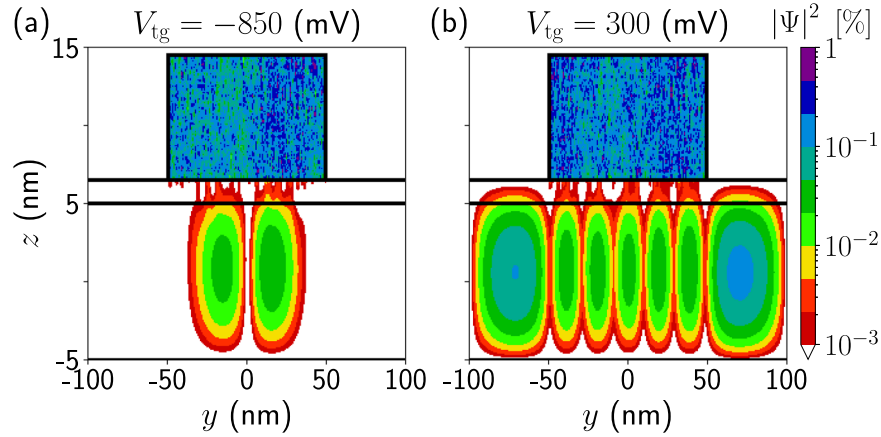 (a) V_tg = −850 (mV) (b) V_tg = 300 (mV) |Ψ|² [%]
15 1
10⁻¹
z (nm) 5
10⁻²
-5 10⁻³
-100 -50 0 50 100 -100 -50 0 50 100
y (nm) y (nm)